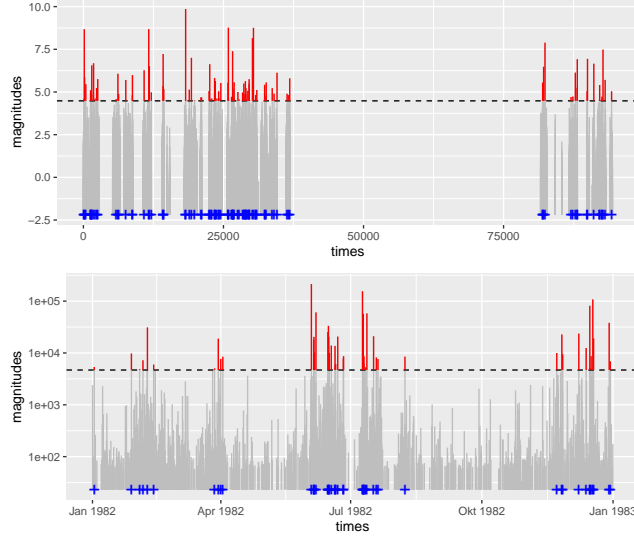 10.0
7.5
5.0
2.5
0.0
−2.5
magnitudes
0
25000
50000
75000
times
1e+05
1e+04
1e+03
1e+02
magnitudes
Jan 1982
Apr 1982
Jul 1982
Okt 1982
Jan 1983
times